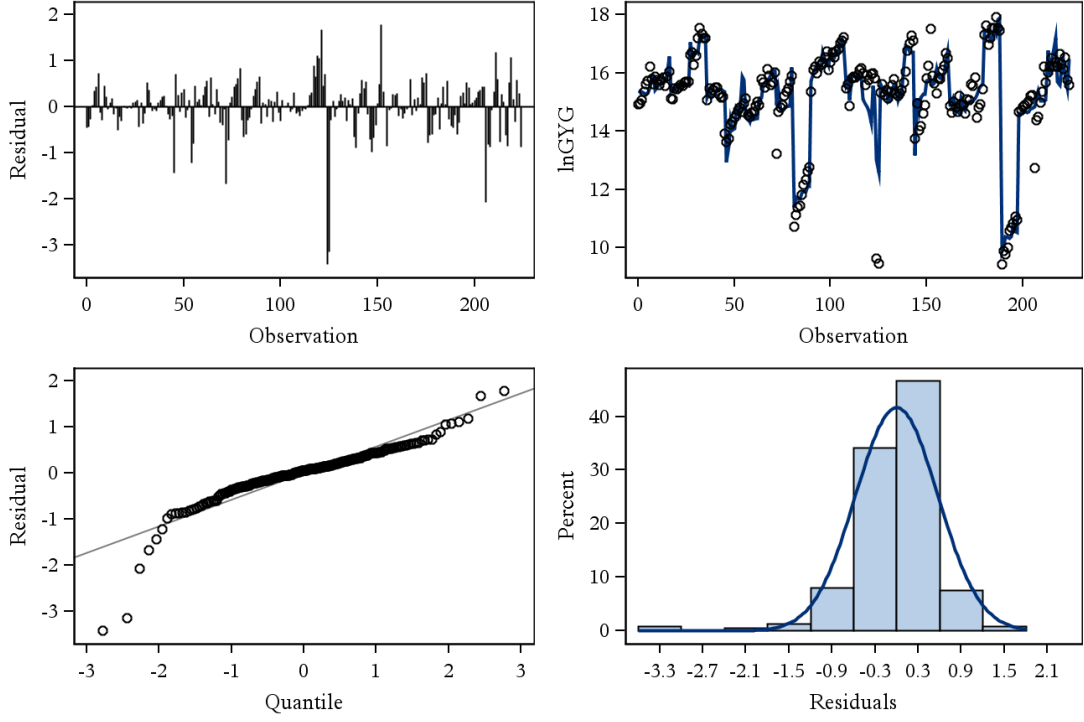 2
1
0
-1
-2
-3
Residual
0 50 100 150 200
Observation
18
16
14
12
10
lnGYG
0 50 100 150 200
Observation
2
1
0
-1
-2
-3
Residual
-3 -2 -1 0 1 2 3
Quantile
40
30
20
10
0
Percent
-3.3 -2.7 -2.1 -1.5 -0.9 -0.3 0.3 0.9 1.5 2.1
Residuals